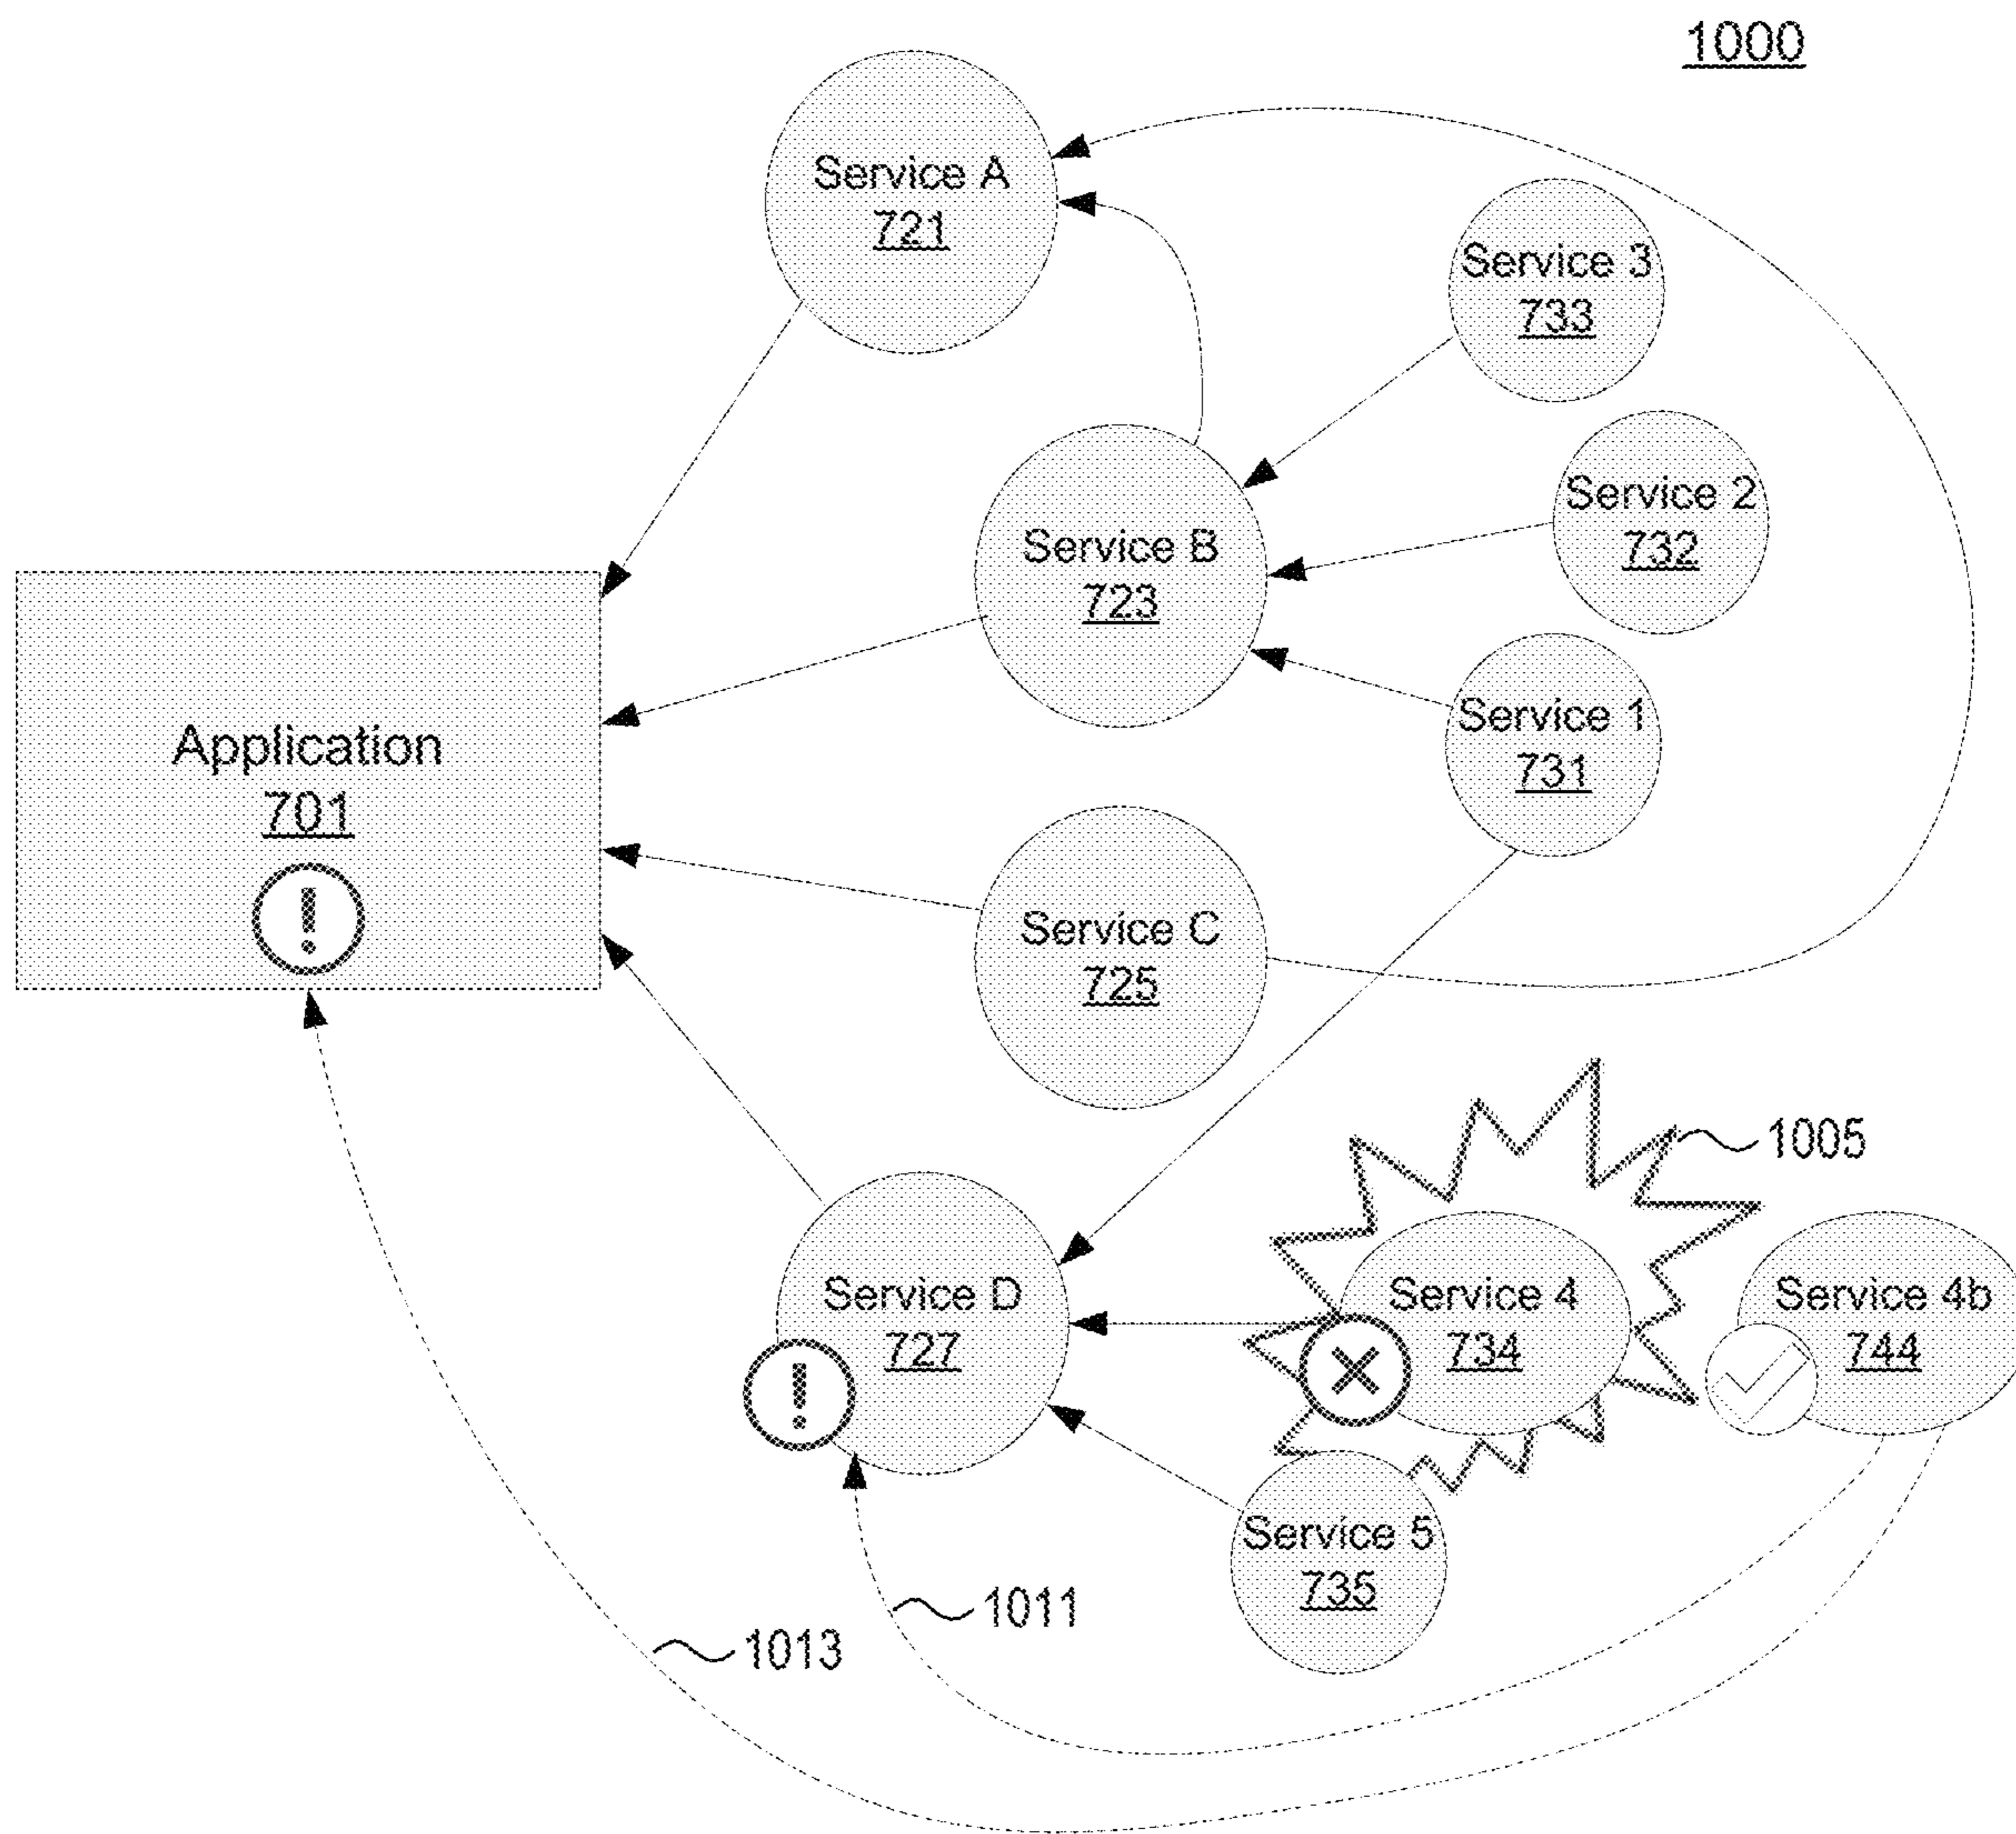 1000
Service A
721
Service 3
733
Service 2
732
Service B
723
Service 1
731
Application
701
!
Service C
725
1005
Service D
727
!
Service 4
734
Service 4b
744
Service 5
735
1011
1013